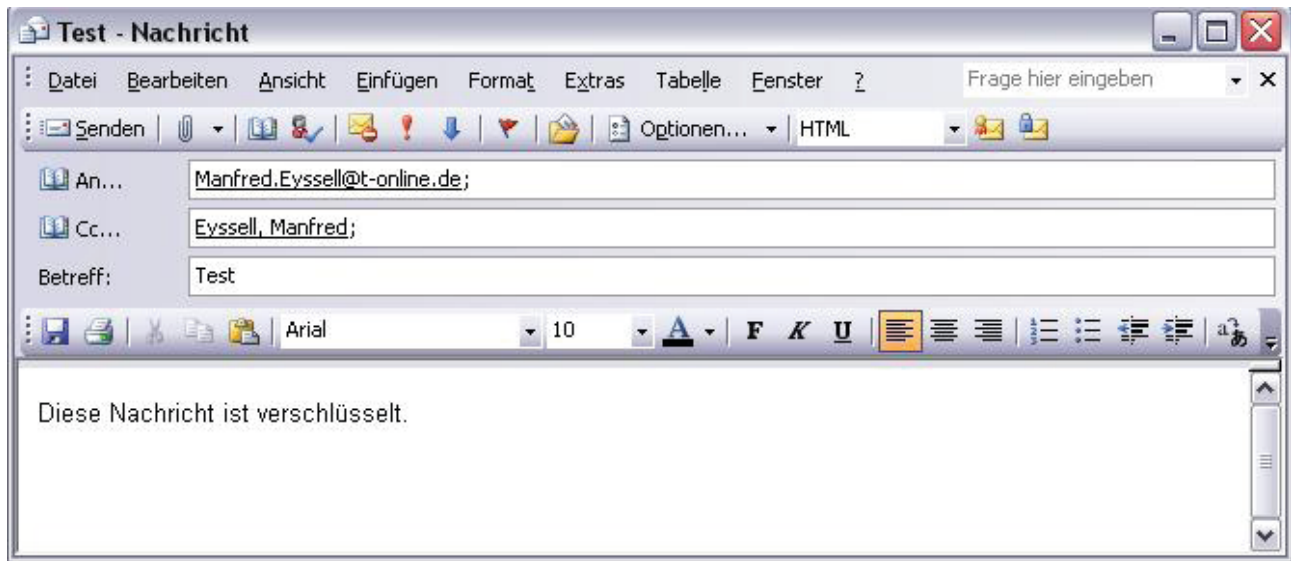 Test - Nachricht
Datei Bearbeiten Ansicht Einfügen Format Extras Tabelle Fenster ? Frage hier eingeben
Senden Optionen... HTML
An... Manfred.Eyssell@t-online.de;
Cc... Eyssell, Manfred;
Betreff: Test
Arial 10 A F K U
Diese Nachricht ist verschlüsselt.